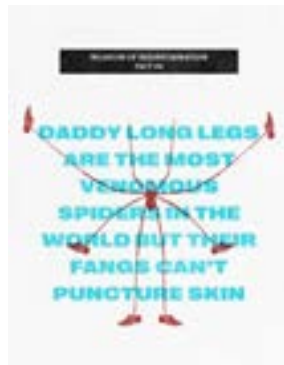 DADDY LONG LEGS
ARE THE MOST
VENOMOUS
SPIDERS IN THE
WORLD BUT THEIR
FANGS CAN'T
PUNCTURE SKIN